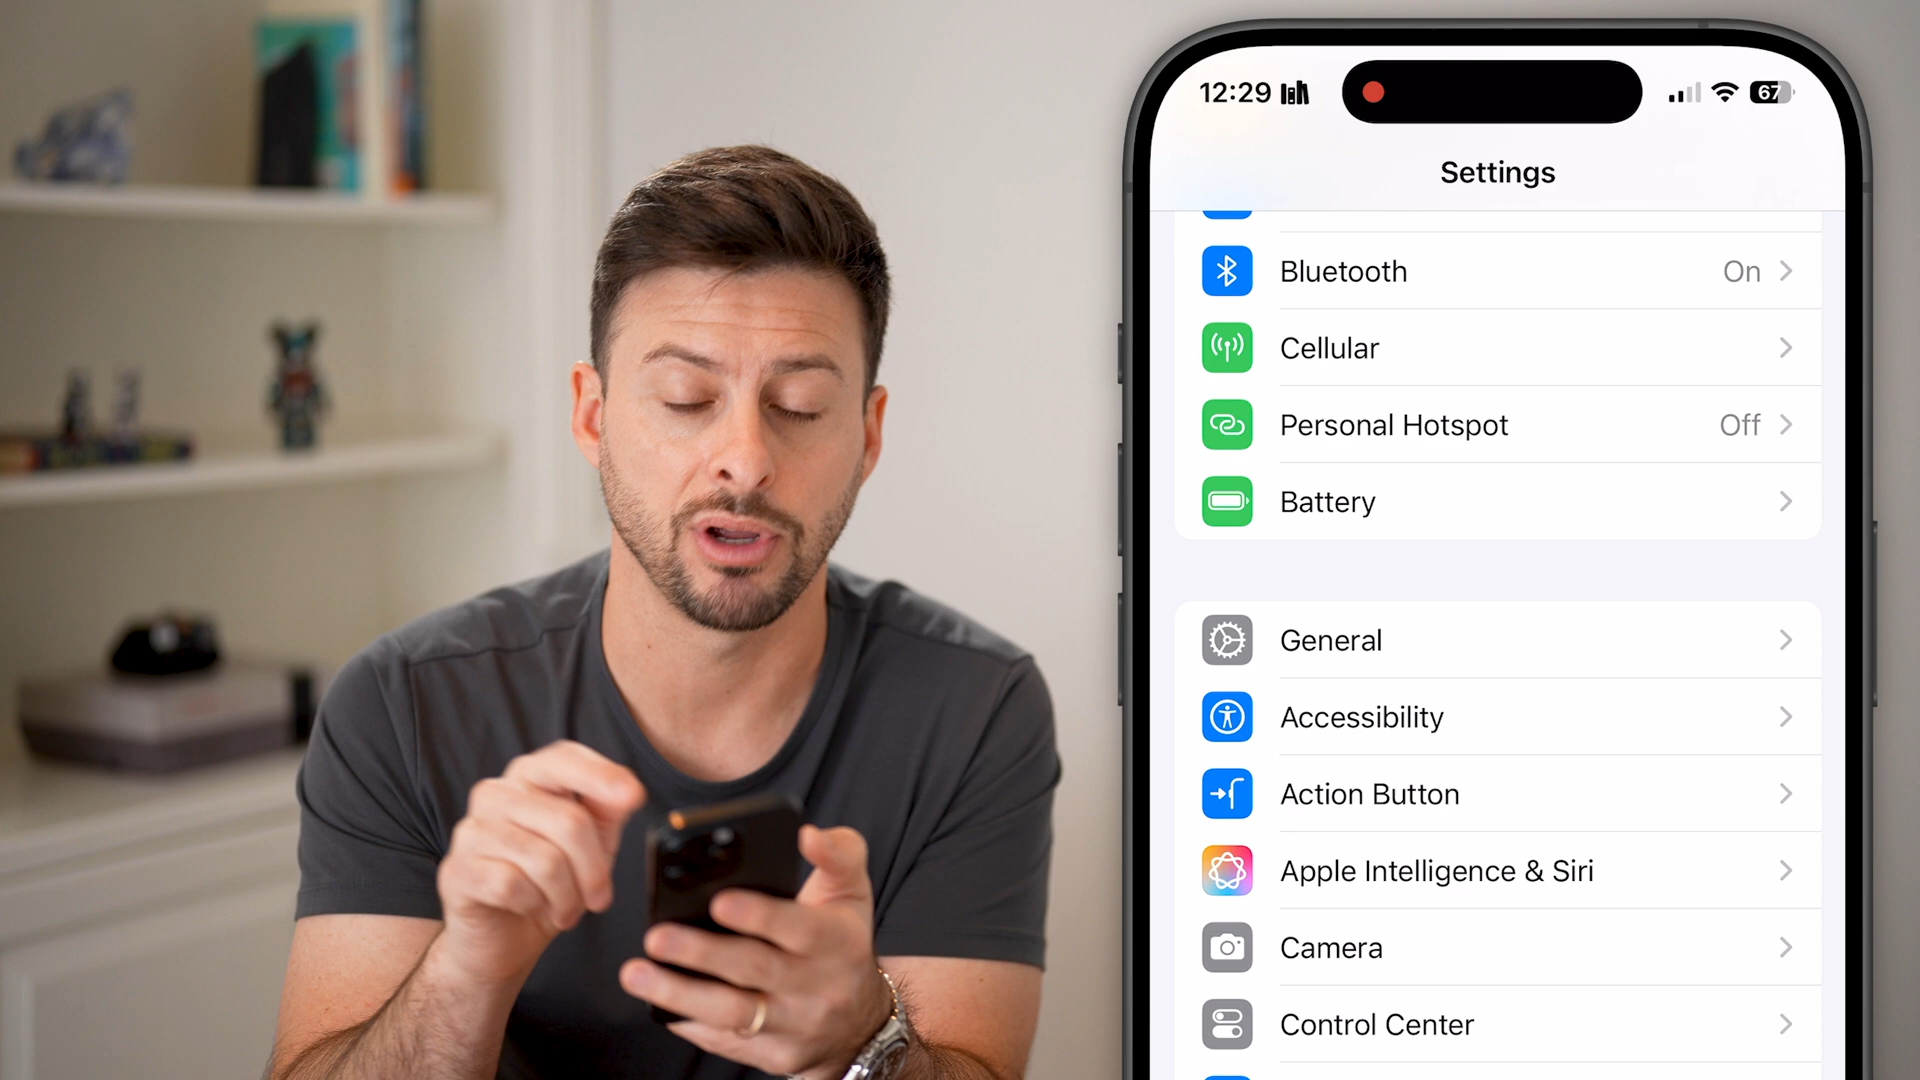 12:29
67
Settings
Bluetooth On
Cellular
Personal Hotspot Off
Battery
General
Accessibility
Action Button
Apple Intelligence & Siri
Camera
Control Center